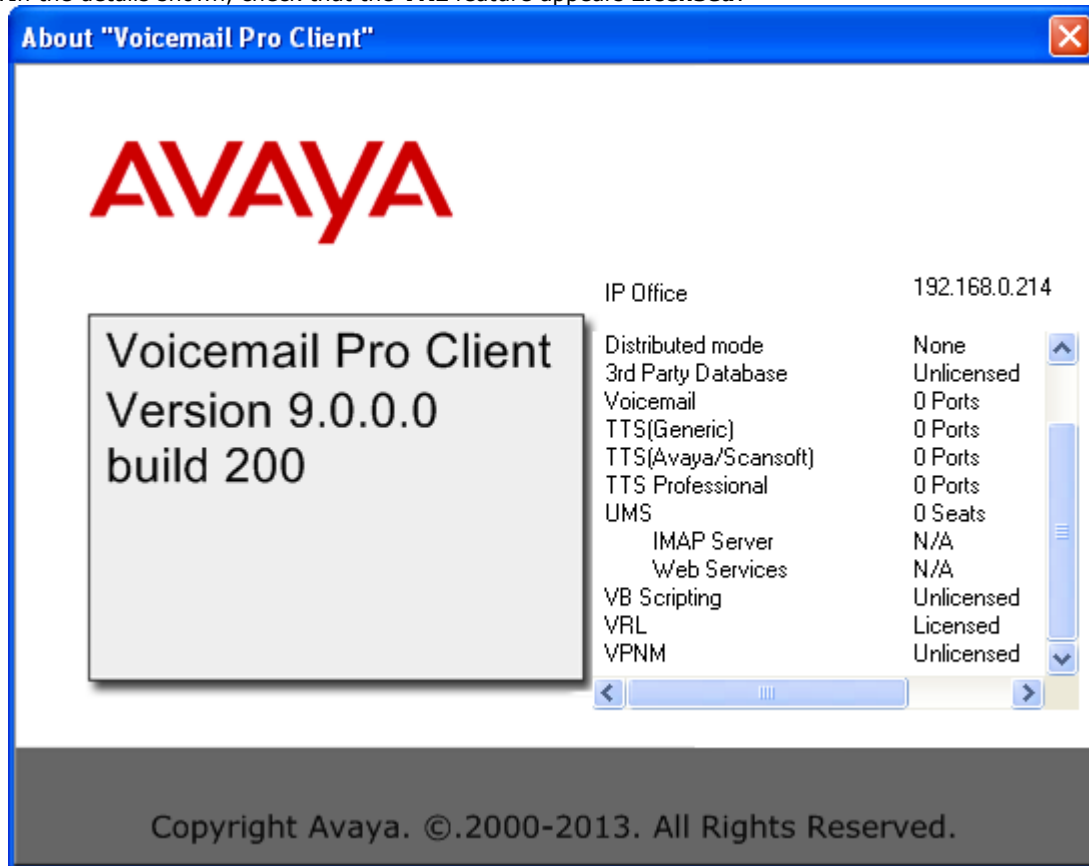 About "Voicemail Pro Client"
AVAYA
IP Office 192.168.0.214
Voicemail Pro Client
Version 9.0.0.0
build 200
Distributed mode None
3rd Party Database Unlicensed
Voicemail 0 Ports
TTS(Generic) 0 Ports
TTS(Avaya/Scansoft) 0 Ports
TTS Professional 0 Ports
UMS 0 Seats
IMAP Server N/A
Web Services N/A
VB Scripting Unlicensed
VRL Licensed
VPNM Unlicensed
Copyright Avaya. ©.2000-2013. All Rights Reserved.